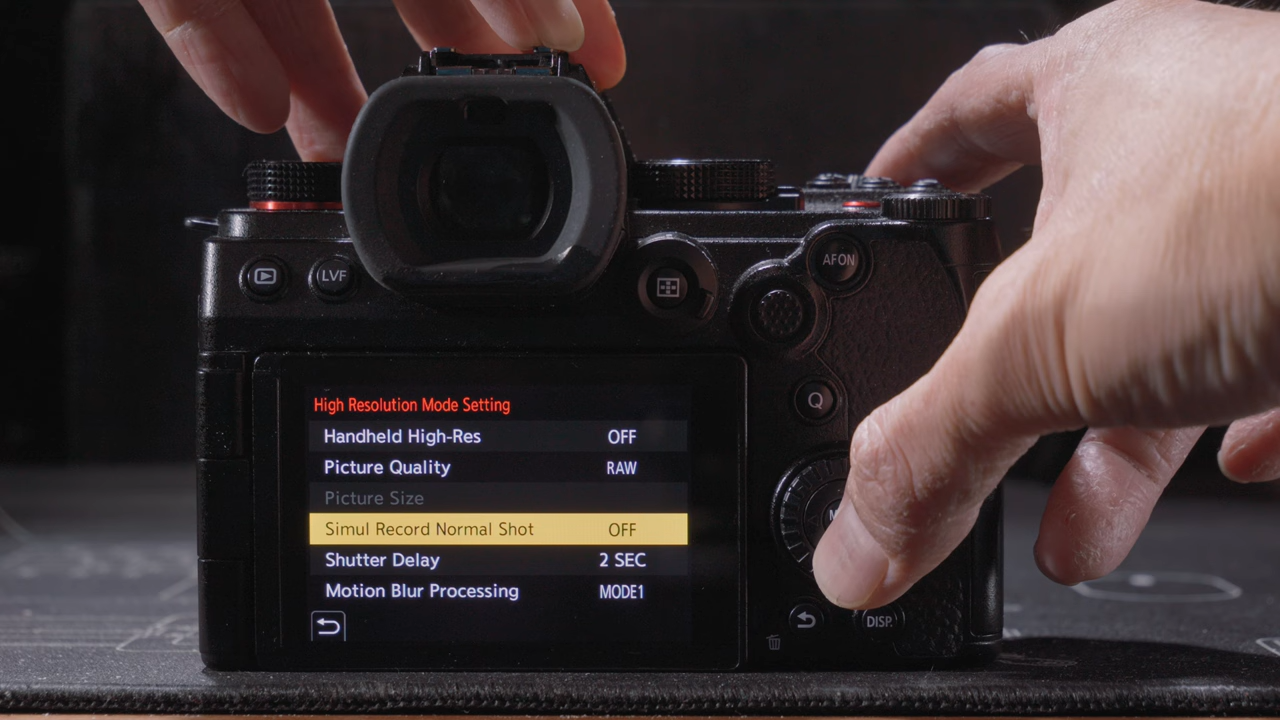 LVF
AFON
Q
High Resolution Mode Setting
Handheld High-Res OFF
Picture Quality RAW
Picture Size
Simul Record Normal Shot OFF
Shutter Delay 2 SEC
Motion Blur Processing MODE1
DISP.